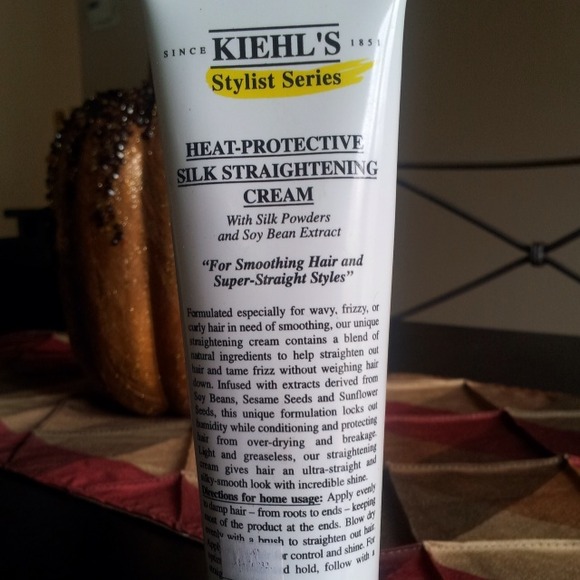 SINCE KIEHL'S 1851
Stylist Series
HEAT-PROTECTIVE
SILK STRAIGHTENING
CREAM
With Silk Powders
and Soy Bean Extract
"For Smoothing Hair and
Super-Straight Styles"
Formulated especially for wavy, frizzy, or
curly hair in need of smoothing, our unique
straightening cream contains a blend of
natural ingredients to help straighten out
hair and tame frizz without weighing hair
down. Infused with extracts derived from
Soy Beans, Sesame Seeds and Sunflower
Seeds, this unique formulation locks out
humidity while conditioning and protecting
hair from over-drying and breakage.
Light and greaseless, our straightening
cream gives hair an ultra-straight and
silky-smooth look with incredible shine.
Directions for home usage: Apply evenly
to damp hair – from roots to ends – keeping
most of the product at the ends. Blow dry
evenly with a brush to straighten out hair.
control and shine. For
hold, follow with